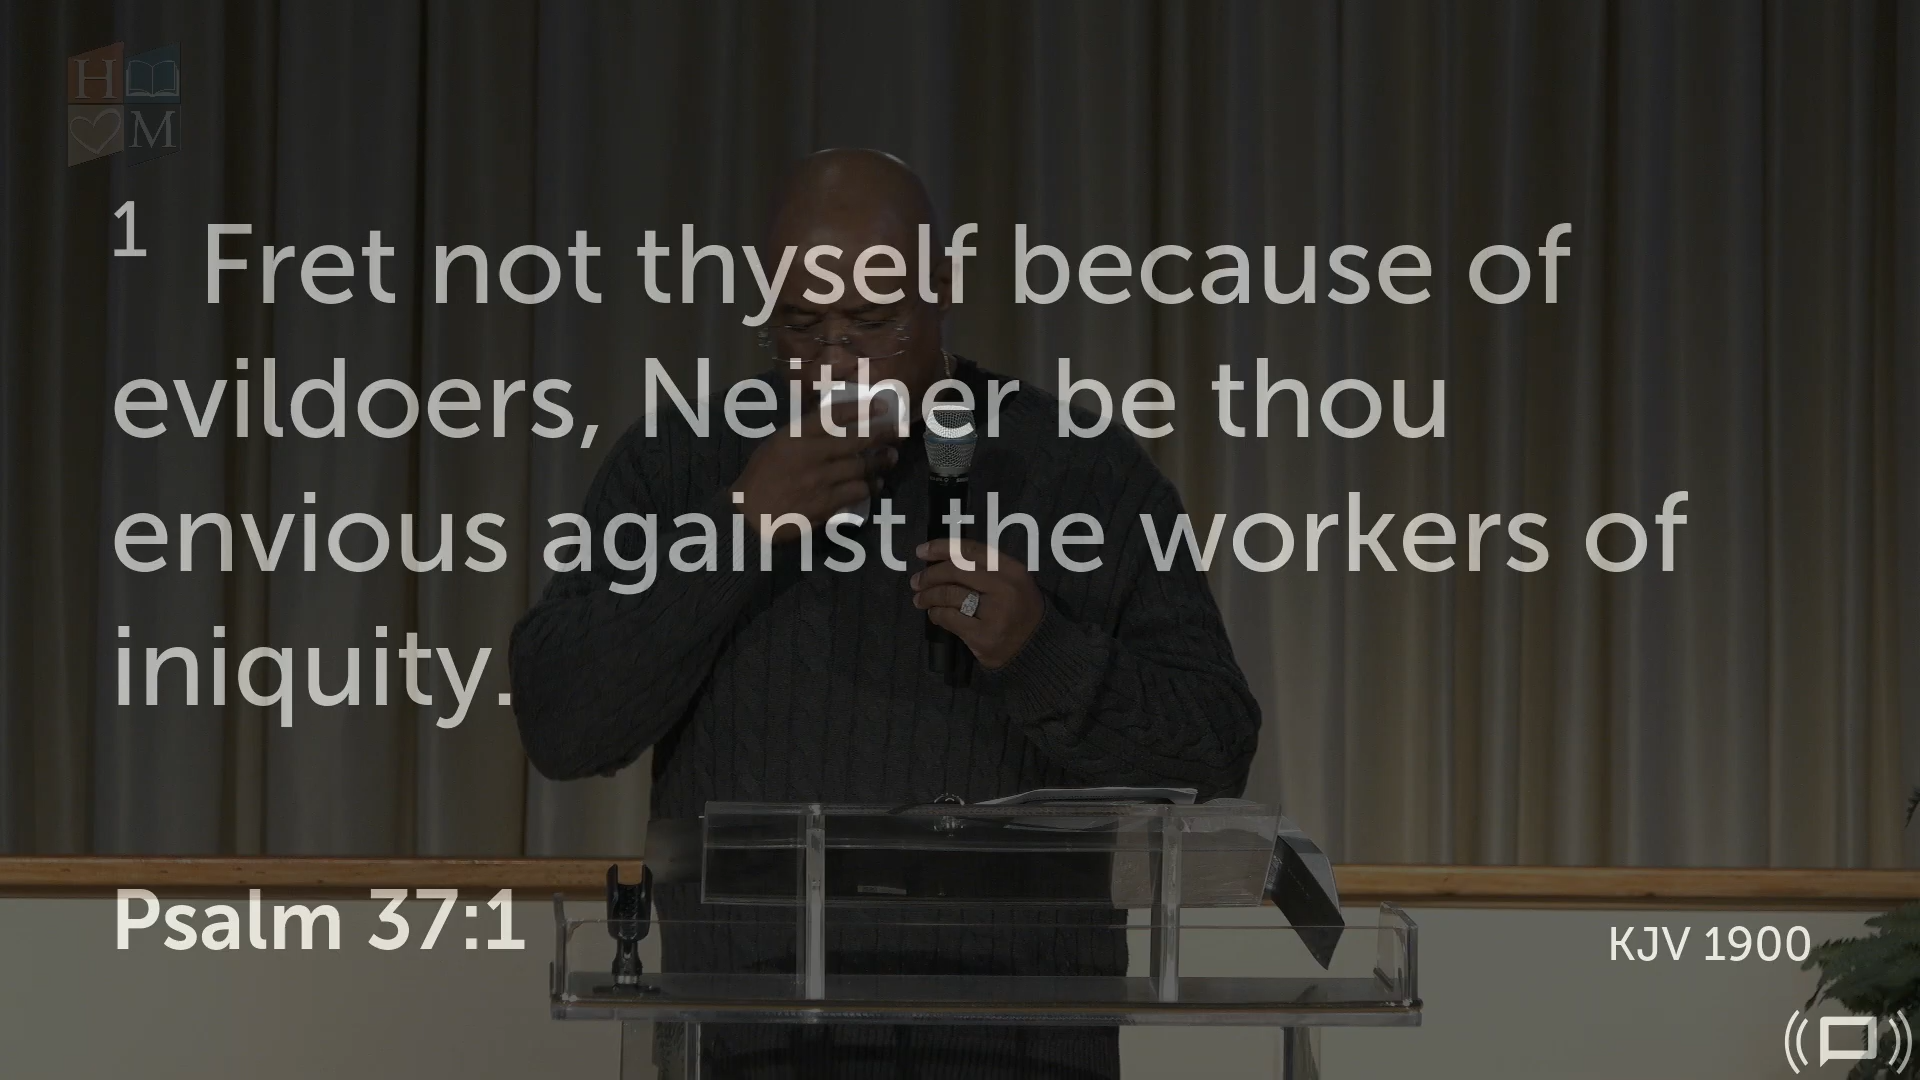 H
M
1 Fret not thyself because of
evildoers, Neither be thou
envious against the workers of
iniquity.
Psalm 37:1
KJV 1900